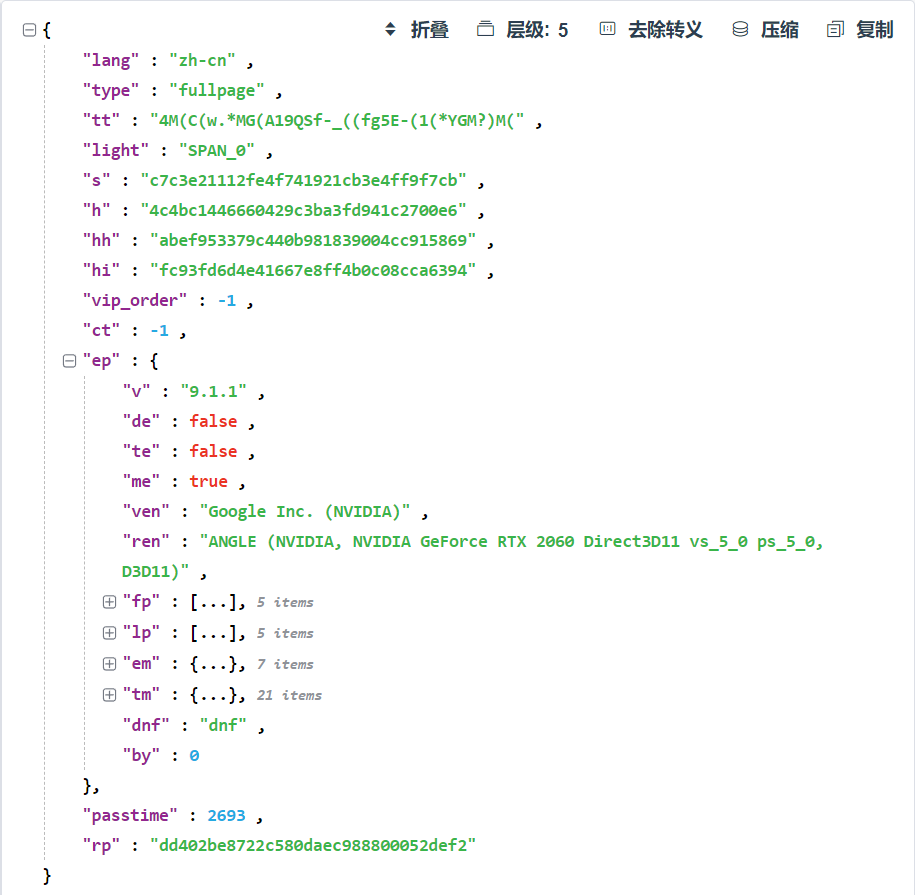 { 折叠 层级: 5 去除转义 压缩 复制
"lang" : "zh-cn" ,
"type" : "fullpage" ,
"tt" : "4M(C(w.*MG(A19QSf-_((fg5E-(1(*YGM?)M(" ,
"light" : "SPAN_0" ,
"s" : "c7c3e21112fe4f741921cb3e4ff9f7cb" ,
"h" : "4c4bc1446660429c3ba3fd941c2700e6" ,
"hh" : "abef953379c440b981839004cc915869" ,
"hi" : "fc93fd6d4e41667e8ff4b0c08cca6394" ,
"vip_order" : -1 ,
"ct" : -1 ,
"ep" : {
"v" : "9.1.1" ,
"de" : false ,
"te" : false ,
"me" : true ,
"ven" : "Google Inc. (NVIDIA)" ,
"ren" : "ANGLE (NVIDIA, NVIDIA GeForce RTX 2060 Direct3D11 vs_5_0 ps_5_0,
D3D11)" ,
"fp" : [...], 5 items
"lp" : [...], 5 items
"em" : {...}, 7 items
"tm" : {...}, 21 items
"dnf" : "dnf" ,
"by" : 0
},
"passtime" : 2693 ,
"rp" : "dd402be8722c580daec988800052def2"
}